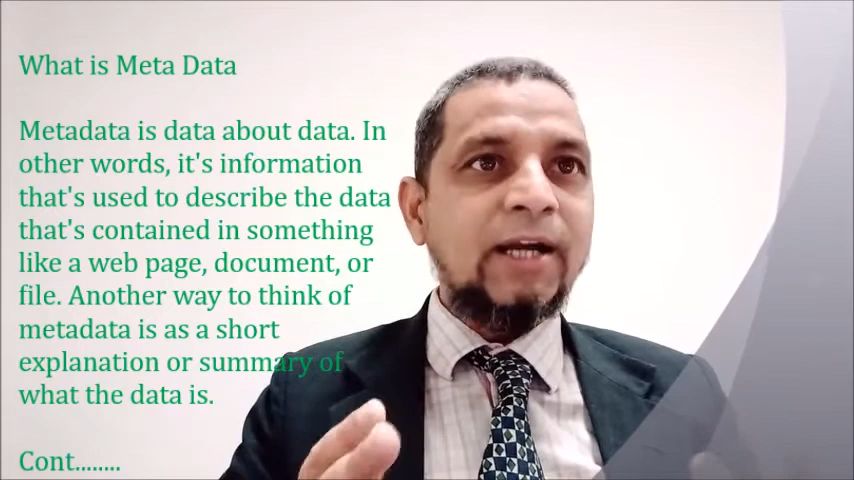 What is Meta Data
Metadata is data about data. In
other words, it's information
that's used to describe the data
that's contained in something
like a web page, document, or
file. Another way to think of
metadata is as a short
explanation or summary of
what the data is.
Cont........